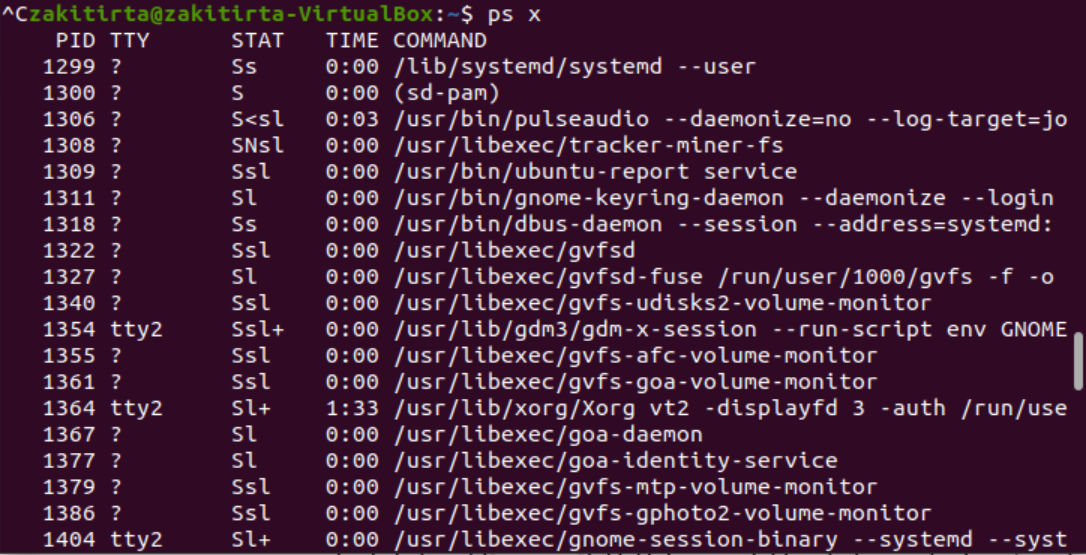 ^Czakitirta@zakitirta-VirtualBox:~$ ps x
PID TTY STAT TIME COMMAND
1299 ? Ss 0:00 /lib/systemd/systemd --user
1300 ? S 0:00 (sd-pam)
1306 ? S<sl 0:03 /usr/bin/pulseaudio --daemonize=no --log-target=jo
1308 ? SNsl 0:00 /usr/libexec/tracker-miner-fs
1309 ? Ssl 0:00 /usr/bin/ubuntu-report service
1311 ? Sl 0:00 /usr/bin/gnome-keyring-daemon --daemonize --login
1318 ? Ss 0:00 /usr/bin/dbus-daemon --session --address=systemd:
1322 ? Ssl 0:00 /usr/libexec/gvfsd
1327 ? Sl 0:00 /usr/libexec/gvfsd-fuse /run/user/1000/gvfs -f -o
1340 ? Ssl 0:00 /usr/libexec/gvfs-udisks2-volume-monitor
1354 tty2 Ssl+ 0:00 /usr/lib/gdm3/gdm-x-session --run-script env GNOME
1355 ? Ssl 0:00 /usr/libexec/gvfs-afc-volume-monitor
1361 ? Ssl 0:00 /usr/libexec/gvfs-goa-volume-monitor
1364 tty2 Sl+ 1:33 /usr/lib/xorg/Xorg vt2 -displayfd 3 -auth /run/use
1367 ? Sl 0:00 /usr/libexec/goa-daemon
1377 ? Sl 0:00 /usr/libexec/goa-identity-service
1379 ? Ssl 0:00 /usr/libexec/gvfs-mtp-volume-monitor
1386 ? Ssl 0:00 /usr/libexec/gvfs-gphoto2-volume-monitor
1404 tty2 Sl+ 0:00 /usr/libexec/gnome-session-binary --systemd --syst